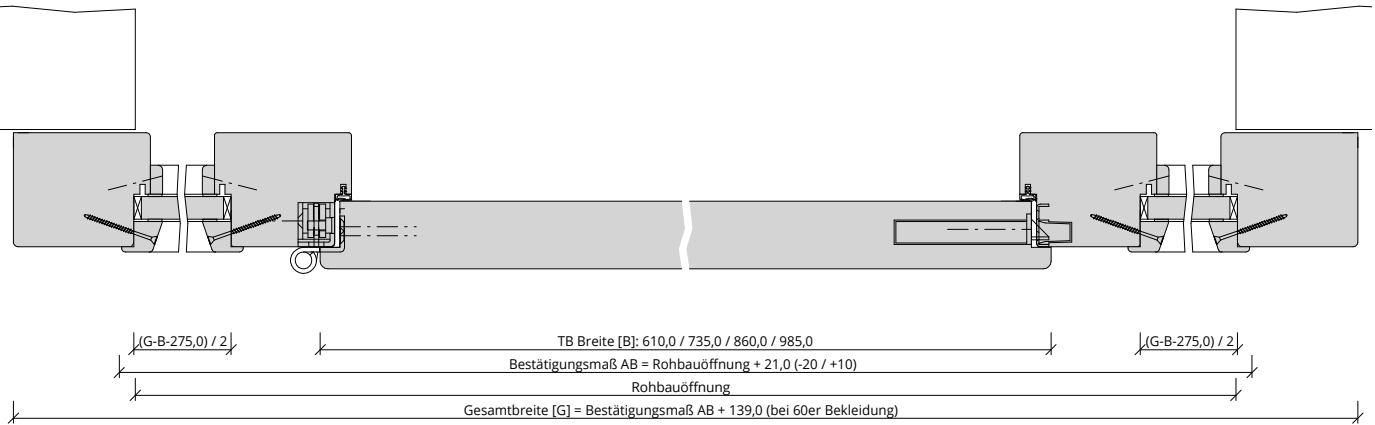 (G-B-275,0) / 2
TB Breite [B]: 610,0 / 735,0 / 860,0 / 985,0
(G-B-275,0) / 2
Bestätigungsmaß AB = Rohbauöffnung + 21,0 (-20 / +10)
Rohbauöffnung
Gesamtbreite [G] = Bestätigungsmaß AB + 139,0 (bei 60er Bekleidung)